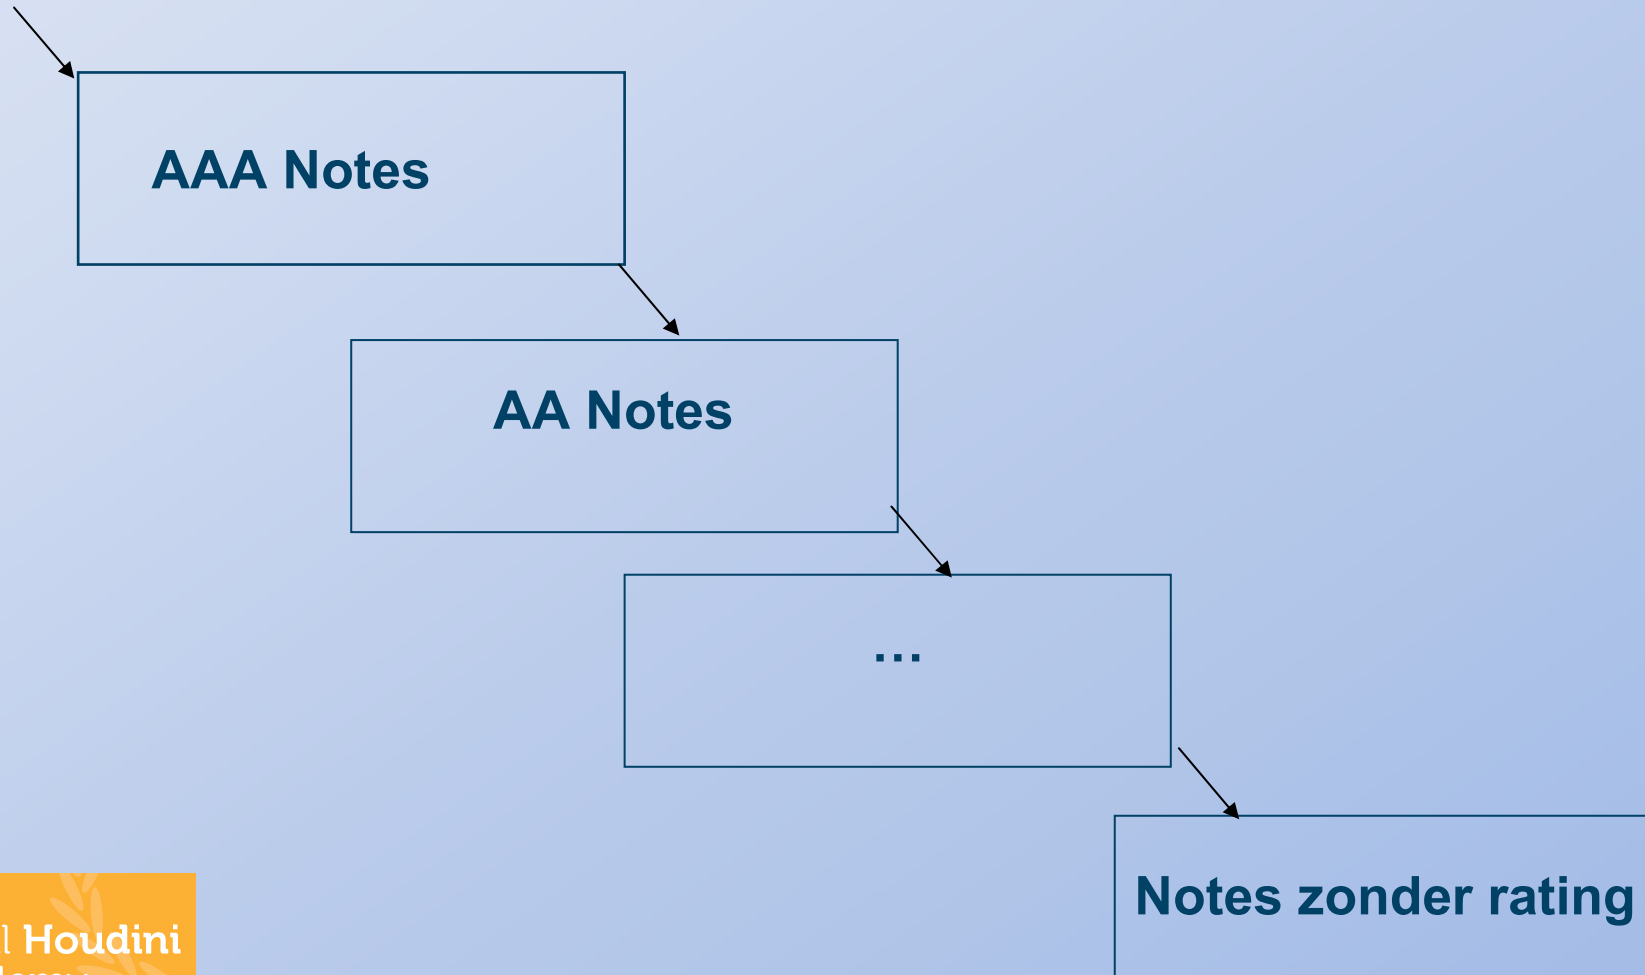 AAA Notes
AA Notes
...
Notes zonder rating
Houdini